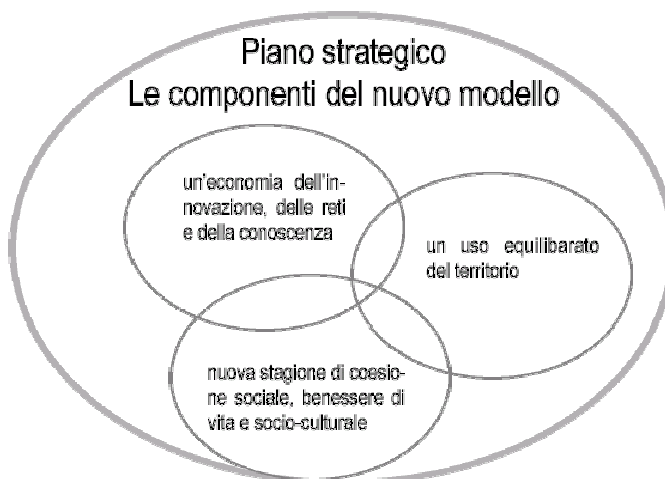 Piano strategico
Le componenti del nuovo modello
un'economia dell'in-
novazione, delle reti
e della conoscenza
un uso equilibarato
del territorio
nuova stagione di coesio-
ne sociale, benessere di
vita e socio-culturale